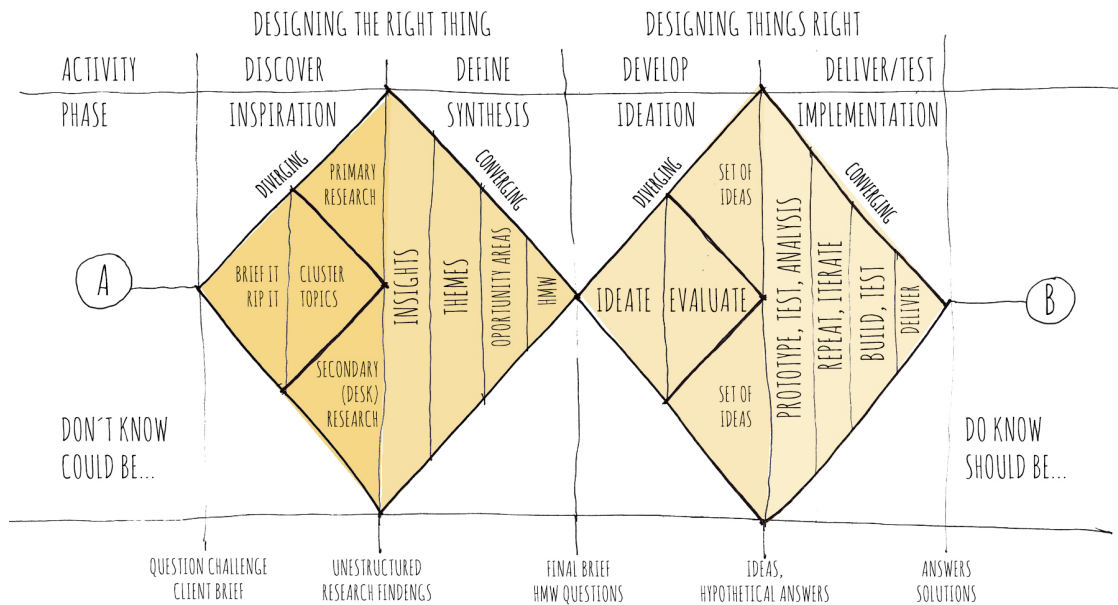 DESIGNING THE RIGHT THING
DESIGNING THINGS RIGHT
ACTIVITY
DISCOVER
DEFINE
DEVELOP
DELIVER/TEST
PHASE
INSPIRATION
SYNTHESIS
IDEATION
IMPLEMENTATION
DIVERGING
PRIMARY
RESEARCH
CONVERGING
BRIEF IT
RIP IT
CLUSTER
TOPICS
SECONDARY
(DESK)
RESEARCH
INSIGHTS
THEMES
OPORTUNITY AREAS
HMW
DIVERGING
SET OF
IDEAS
CONVERGING
IDEATE
EVALUATE
SET OF
IDEAS
PROTOTYPE, TEST, ANALYSIS
REPEAT, ITERATE
BUILD, TEST
DELIVER
A
B
DON´T KNOW
COULD BE...
DO KNOW
SHOULD BE...
QUESTION CHALLENGE
CLIENT BRIEF
UNESTRUCTURED
RESEARCH FINDENGS
FINAL BRIEF
HMW QUESTIONS
IDEAS,
HYPOTHETICAL ANSWERS
ANSWERS
SOLUTIONS